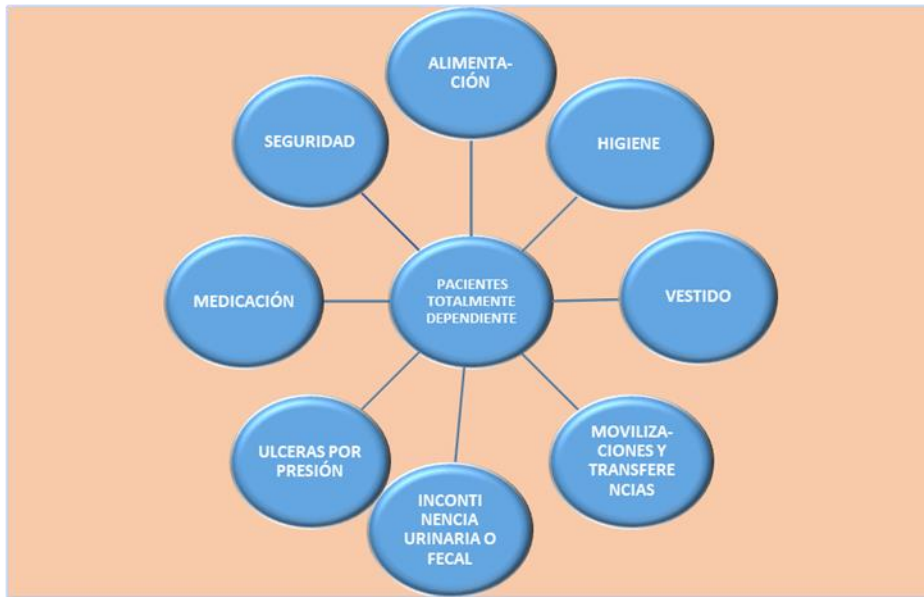 ALIMENTA-
CIÓN
SEGURIDAD
HIGIENE
MEDICACIÓN
PACIENTES
TOTALMENTE
DEPENDIENTE
VESTIDO
ULCERAS POR
PRESIÓN
MOVILIZA-
CIONES Y
TRANSFERE
NCIAS
INCONTI
NENCIA
URINARIA O
FECAL